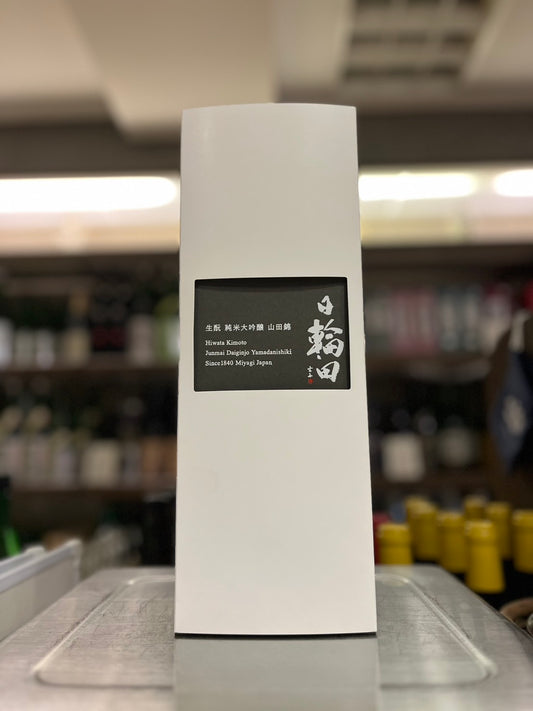 生酛 純米大吟醸 山田錦
Hiwata Kimoto
Junmai Daiginjo Yamadanishiki
Since1840 Miyagi Japan
日輪田